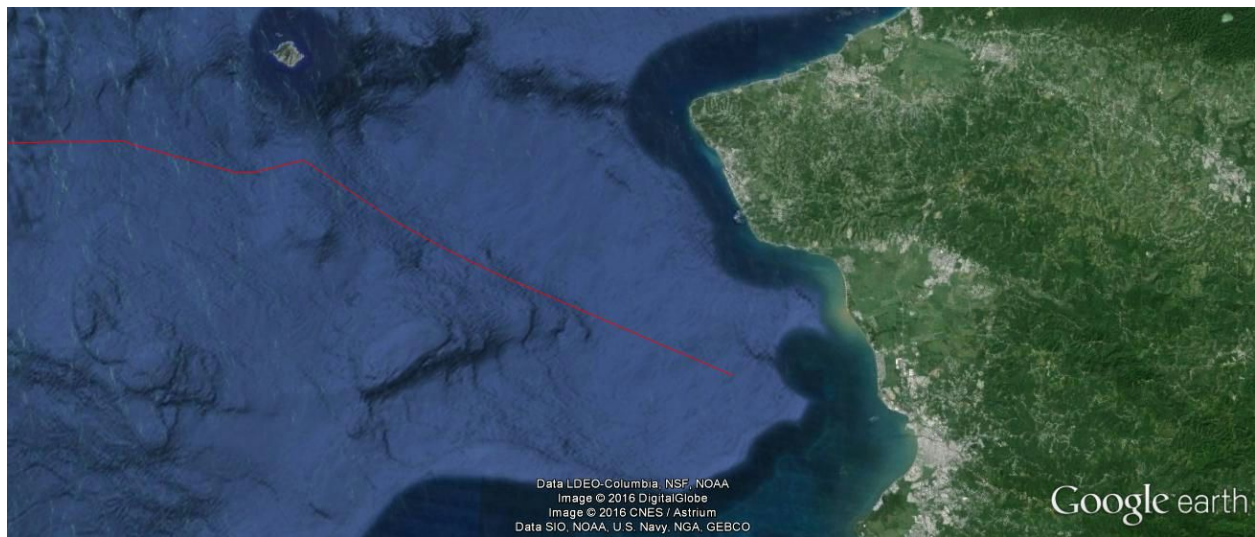 Data LDEO-Columbia, NSF, NOAA
Image © 2016 DigitalGlobe
Image © 2016 CNES / Astrium
Data SIO, NOAA, U.S. Navy, NGA, GEBCO
Google earth